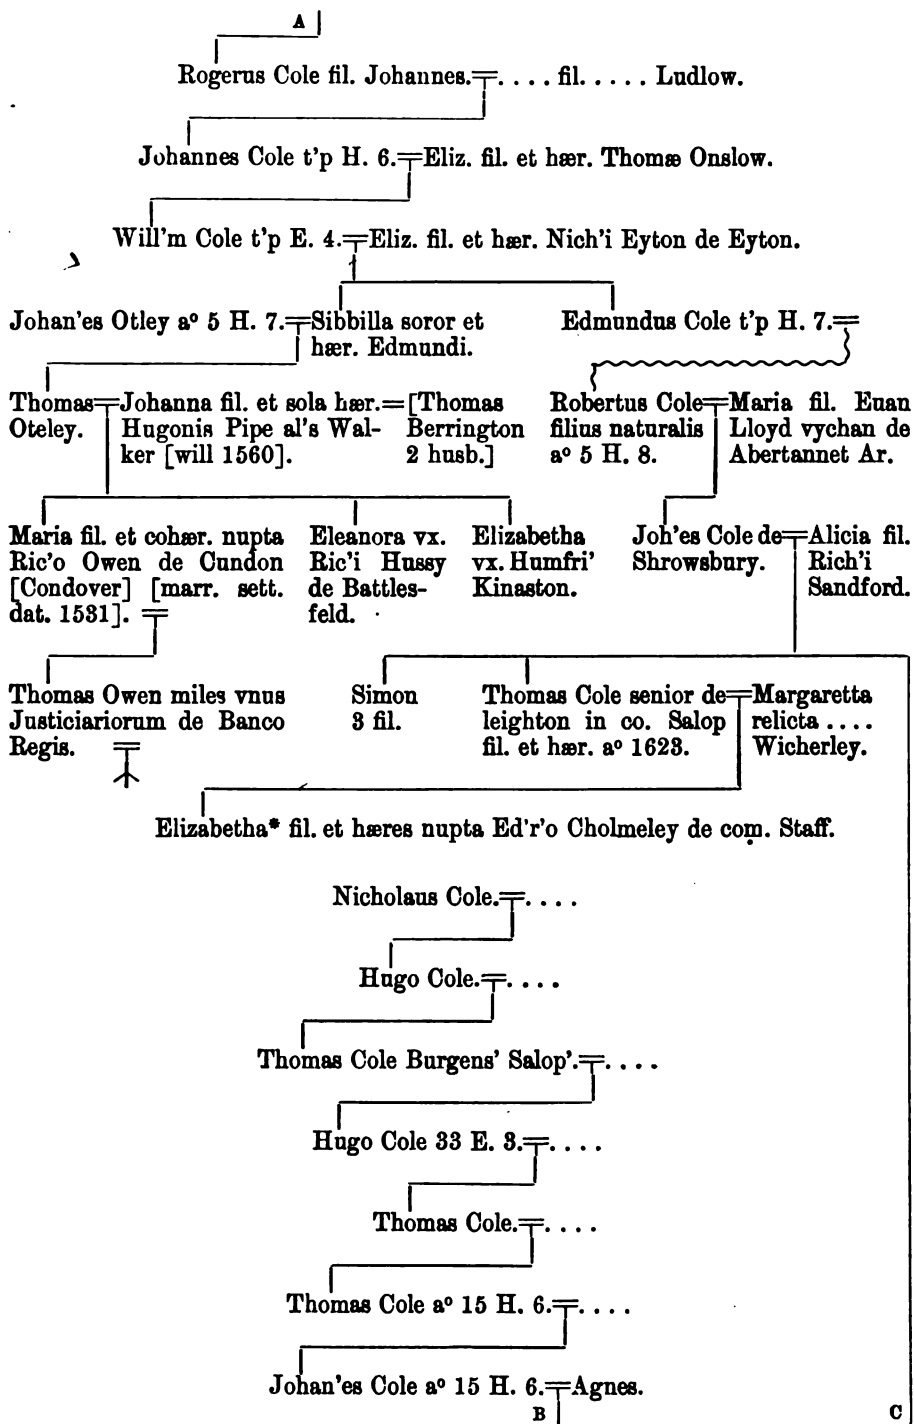 A
Rogerus Cole fil. Johannes.=. . . . fil. . . . . Ludlow.
Johannes Cole t'p H. 6.=Eliz. fil. et hær. Thomæ Onslow.
Will'm Cole t'p E. 4.=Eliz. fil. et hær. Nich'i Eyton de Eyton.
Johan'es Otley aº 5 H. 7.=Sibbilla soror et
hær. Edmundi.
Edmundus Cole t'p H. 7.=
Thomas=
Oteley.
Johanna fil. et sola hær.=
Hugonis Pipe al's Wal-
ker [will 1560].
[Thomas
Berrington
2 husb.]
Robertus Cole=
filius naturalis
aº 5 H. 8.
Maria fil. Euan
Lloyd vychan de
Abertannet Ar.
Maria fil. et cohær. nupta
Ric'o Owen de Cundon
[Condover] [marr. sett.
dat. 1531]. =
Eleanora vx.
Ric'i Hussy
de Battles-
feld.
Elizabetha
vx. Humfri'
Kinaston.
Joh'es Cole de=
Shrowsbury.
Alicia fil.
Rich'i
Sandford.
Thomas Owen miles vnus
Justiciariorum de Banco
Regis. =
Simon
3 fil.
Thomas Cole senior de=
leighton in co. Salop
fil. et hær. aº 1623.
Margaretta
relicta . . . .
Wicherley.
Elizabetha* fil. et hæres nupta Ed'r'o Cholmeley de com. Staff.
Nicholaus Cole.=. . . .
Hugo Cole.=. . . .
Thomas Cole Burgens' Salop'.=. . . .
Hugo Cole 33 E. 3.=. . . .
Thomas Cole.=. . . .
Thomas Cole aº 15 H. 6.=. . . .
Johan'es Cole aº 15 H. 6.=Agnes.
B
C